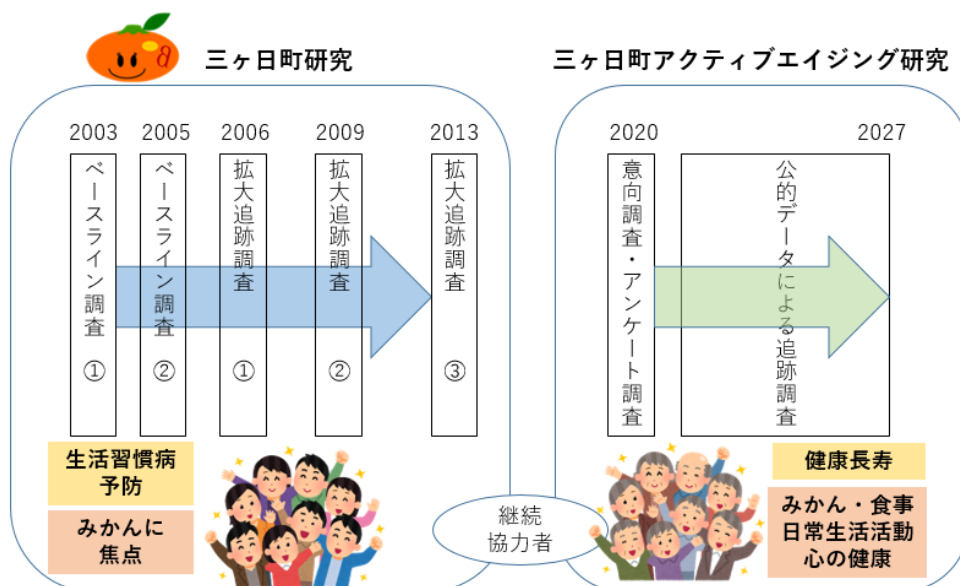 三ヶ日町研究
2003
2005
2006
2009
2013
ベースライン調査①
ベースライン調査②
拡大追跡調査①
拡大追跡調査②
拡大追跡調査③
生活習慣病
予防
みかんに
焦点
継続
協力者
三ヶ日町アクティブエイジング研究
2020
2027
意向調査・アンケート調査
公的データによる追跡調査
健康長寿
みかん・食事
日常生活活動
心の健康